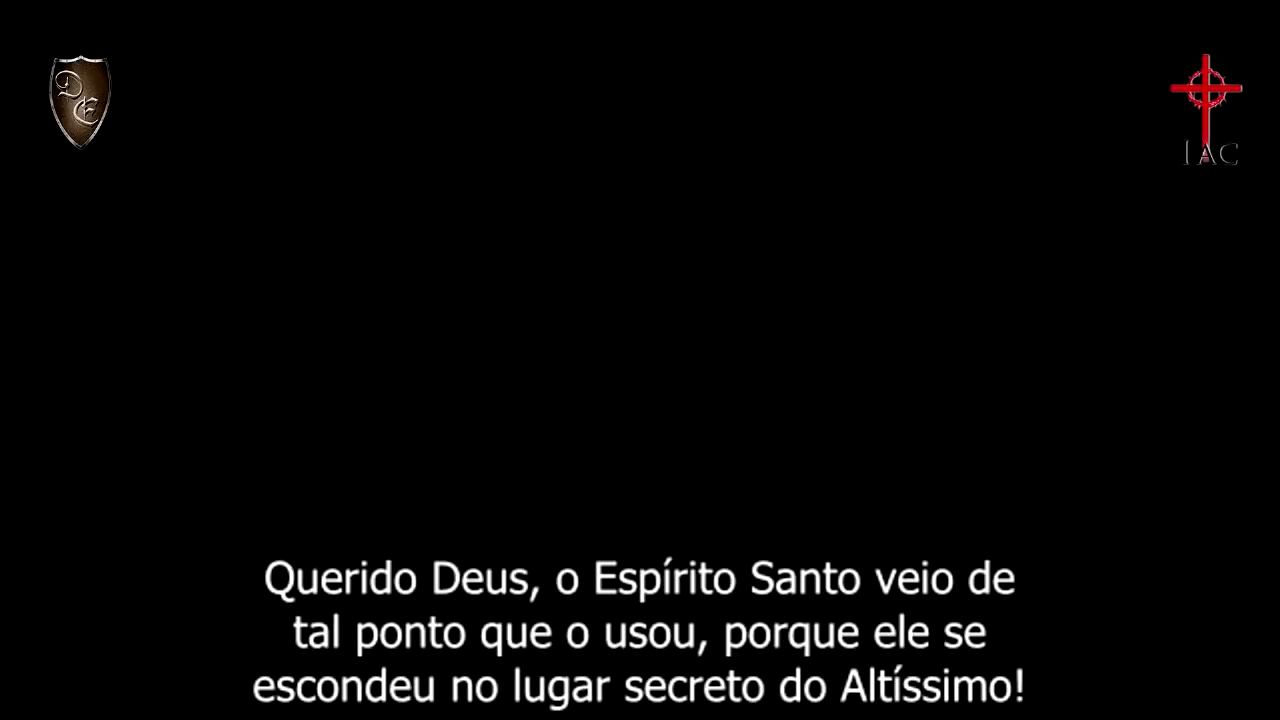 DE
IAC
Querido Deus, o Espírito Santo veio de
tal ponto que o usou, porque ele se
escondeu no lugar secreto do Altíssimo!